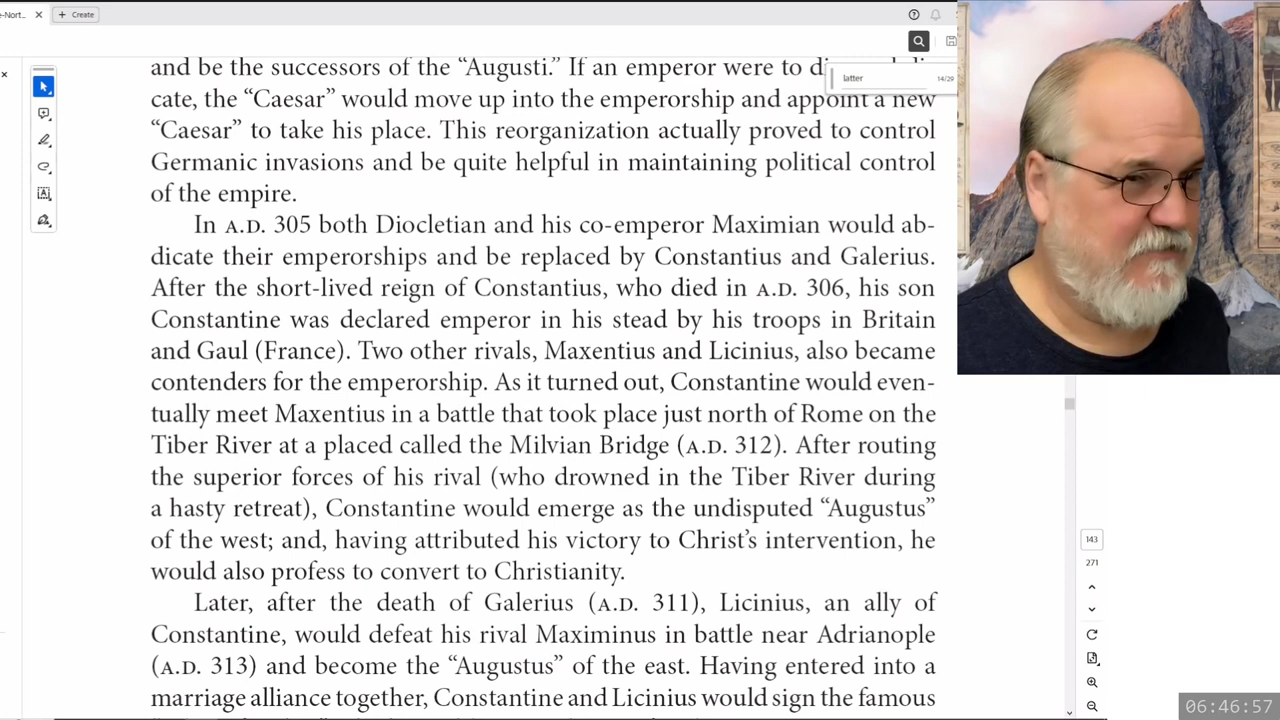 e-Nort...
Create
latter
14/29
and be the successors of the “Augusti.” If an emperor were to
cate, the “Caesar” would move up into the emperorship and appoint a new
“Caesar” to take his place. This reorganization actually proved to control
Germanic invasions and be quite helpful in maintaining political control
of the empire.
In A.D. 305 both Diocletian and his co-emperor Maximian would ab-
dicate their emperorships and be replaced by Constantius and Galerius.
After the short-lived reign of Constantius, who died in A.D. 306, his son
Constantine was declared emperor in his stead by his troops in Britain
and Gaul (France). Two other rivals, Maxentius and Licinius, also became
contenders for the emperorship. As it turned out, Constantine would even-
tually meet Maxentius in a battle that took place just north of Rome on the
Tiber River at a placed called the Milvian Bridge (A.D. 312). After routing
the superior forces of his rival (who drowned in the Tiber River during
a hasty retreat), Constantine would emerge as the undisputed “Augustus”
of the west; and, having attributed his victory to Christ’s intervention, he
would also profess to convert to Christianity.
Later, after the death of Galerius (A.D. 311), Licinius, an ally of
Constantine, would defeat his rival Maximinus in battle near Adrianople
(A.D. 313) and become the “Augustus” of the east. Having entered into a
marriage alliance together, Constantine and Licinius would sign the famous
143
271
06:46:57